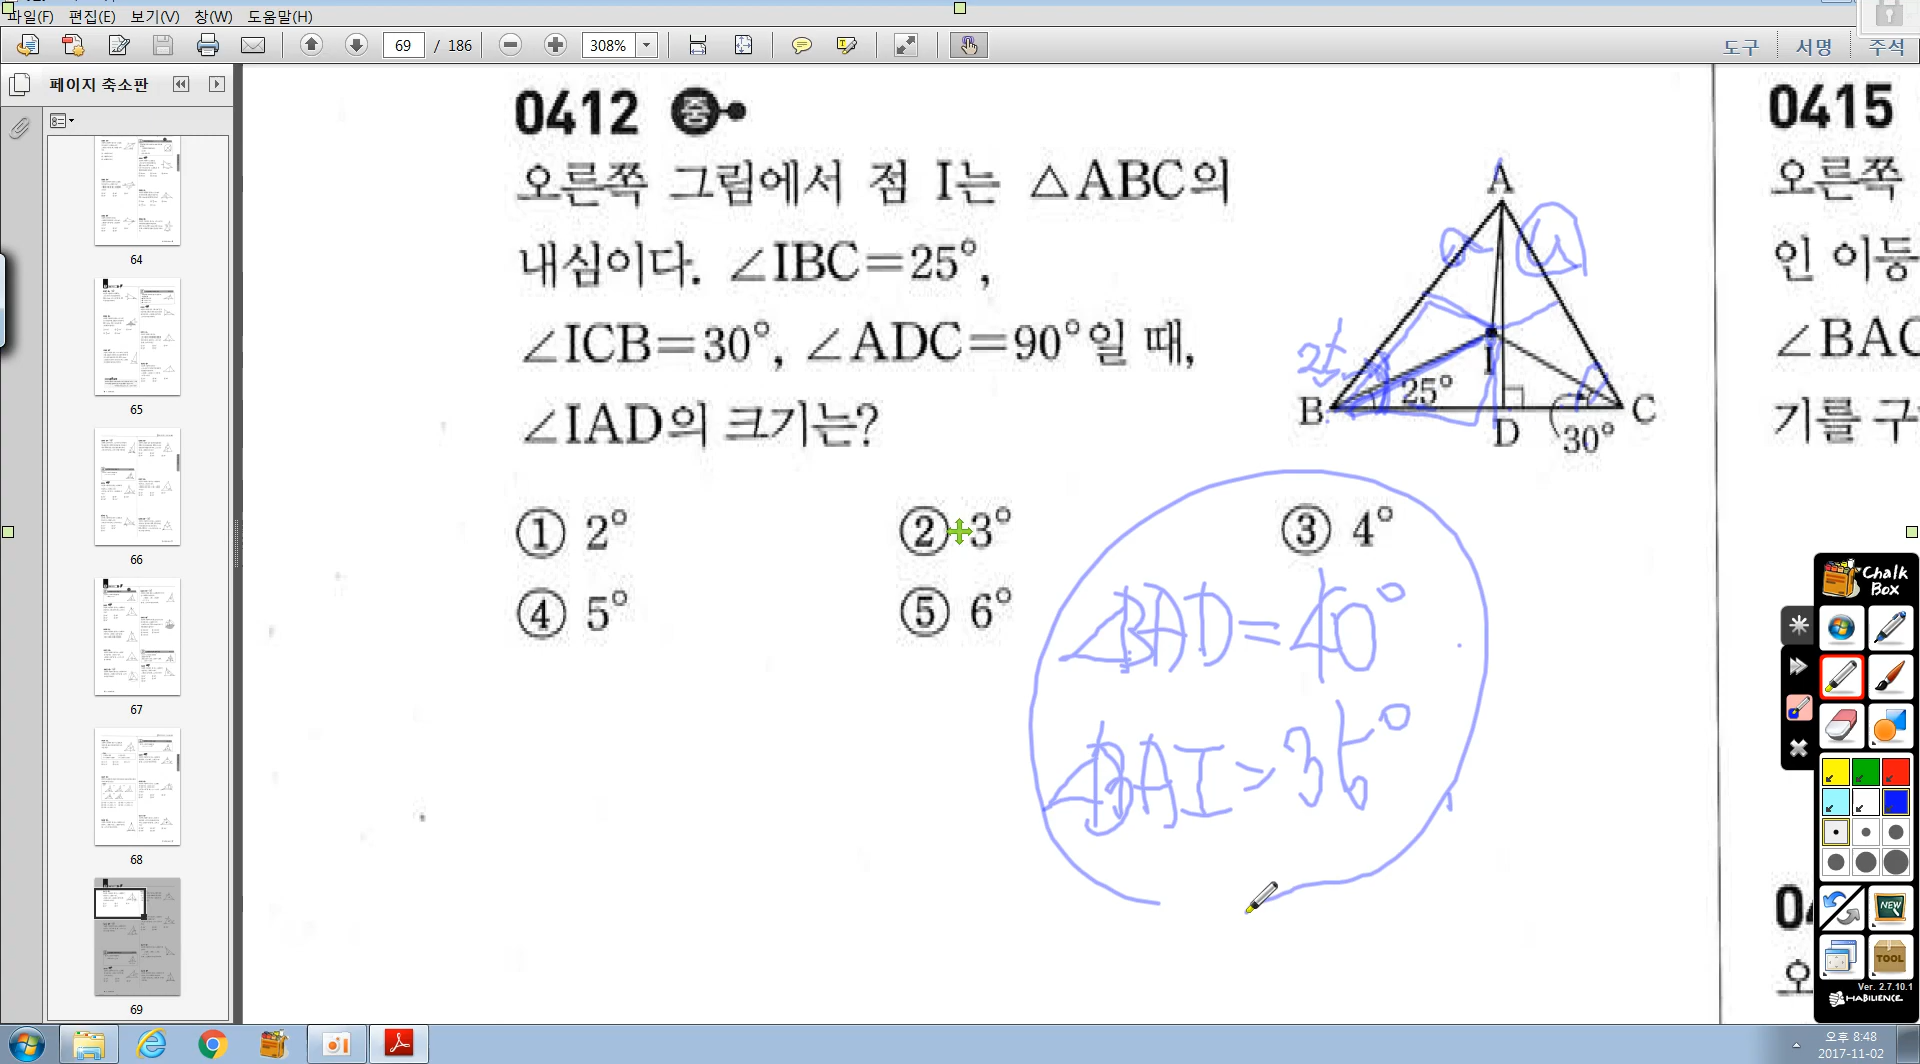 파일(F) 편집(E) 보기(V) 창(W) 도움말(H)
69 / 186 308%
도구 서명 주석
페이지 축소판
64
65
66
67
68
69
0412 중
오른쪽 그림에서 점 I는 △ABC의
내심이다. ∠IBC=25°,
∠ICB=30°, ∠ADC=90°일 때,
∠IAD의 크기는?
① 2° ② 3° ③ 4°
④ 5° ⑤ 6°
A
I
25°
B D C
30°
∠BAD=40°
∠BAI=35°
0415
오른쪽
인 이등
∠BAC
기를 구
Chalk
Box
NEW
TOOL
Ver. 2.7.10.1
HABILIENCE
오후 8:48
2017-11-02